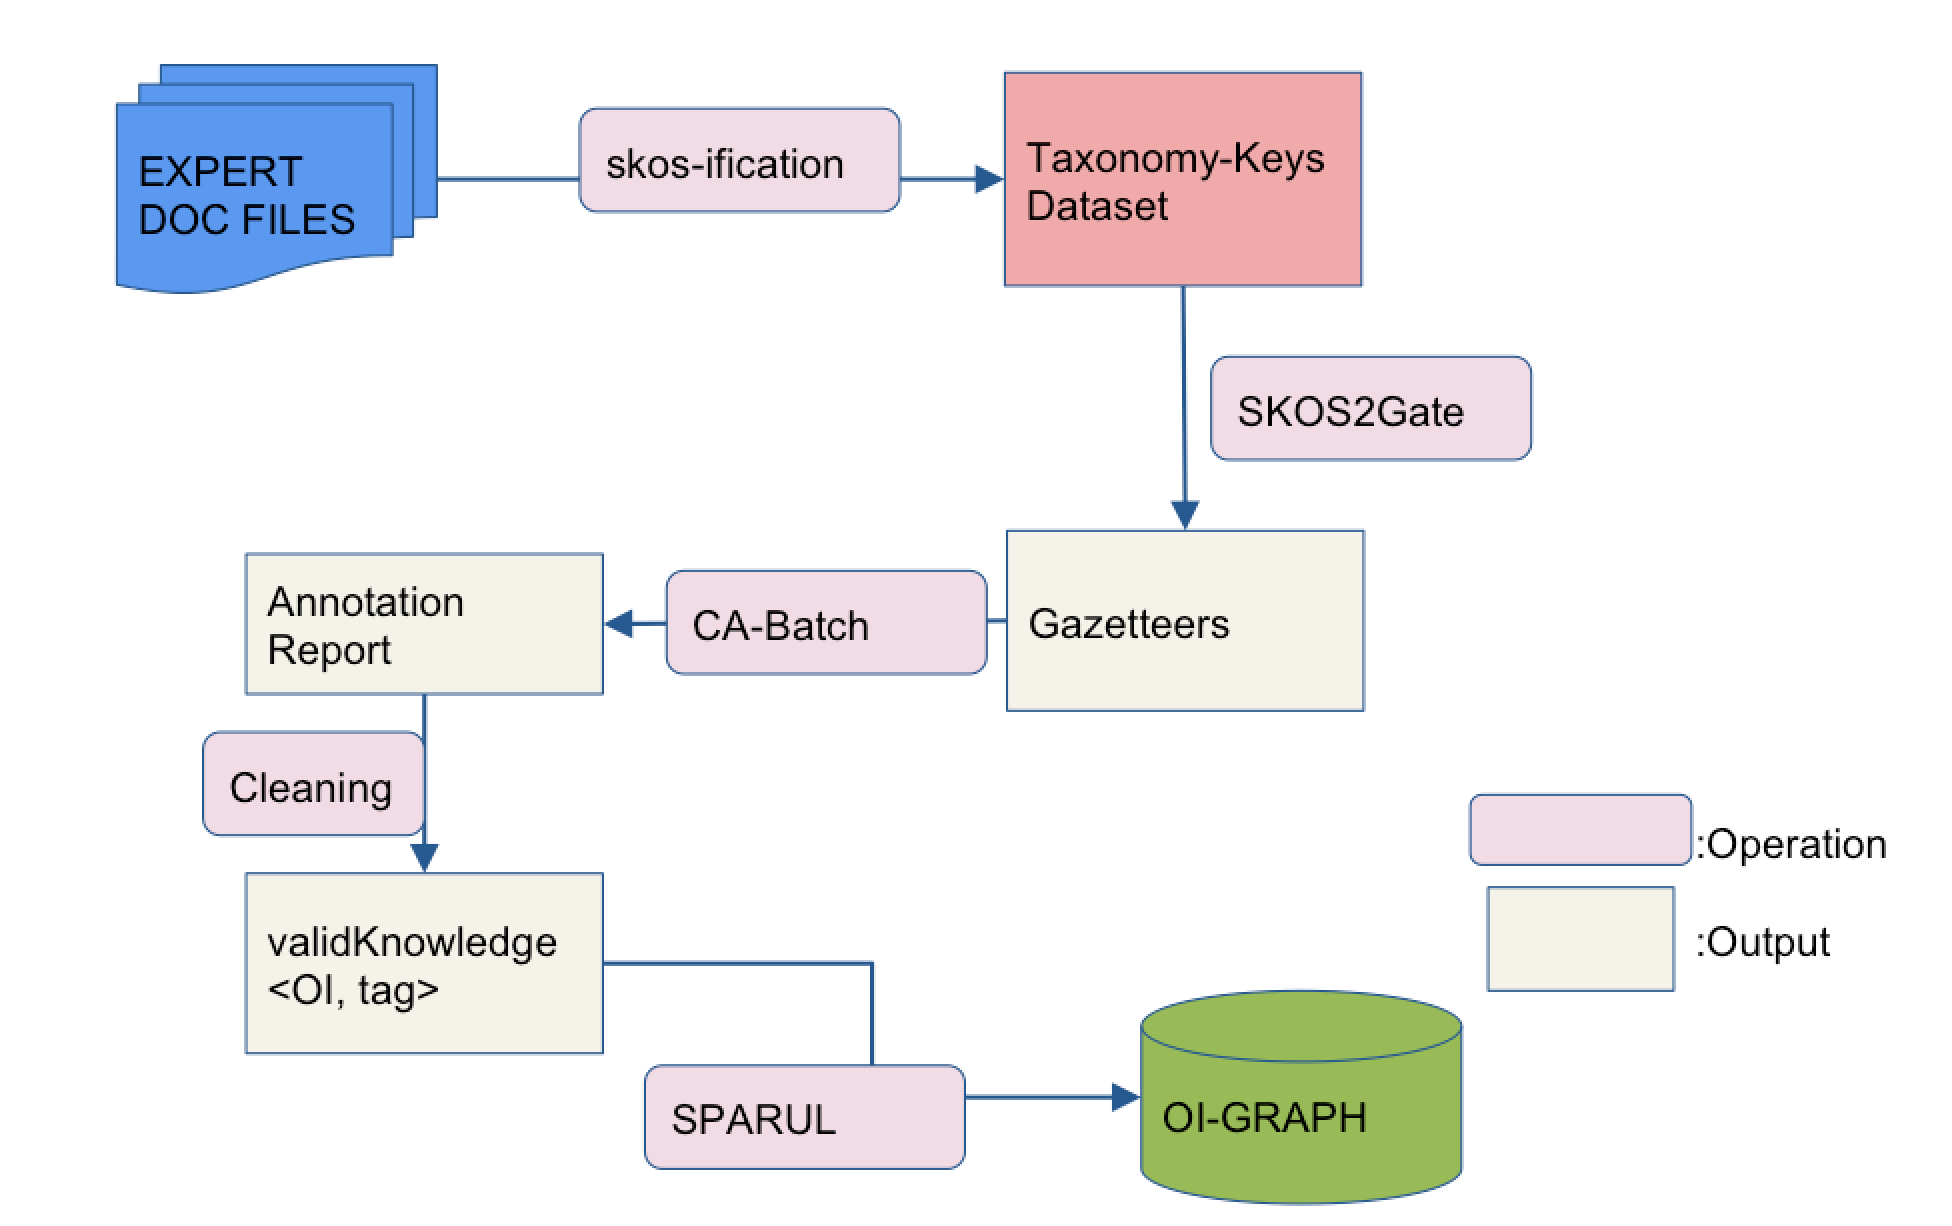 EXPERT
DOC FILES
skos-ification
Taxonomy-Keys
Dataset
SKOS2Gate
Gazetteers
CA-Batch
Annotation
Report
Cleaning
validKnowledge
<OI, tag>
SPARUL
OI-GRAPH
:Operation
:Output